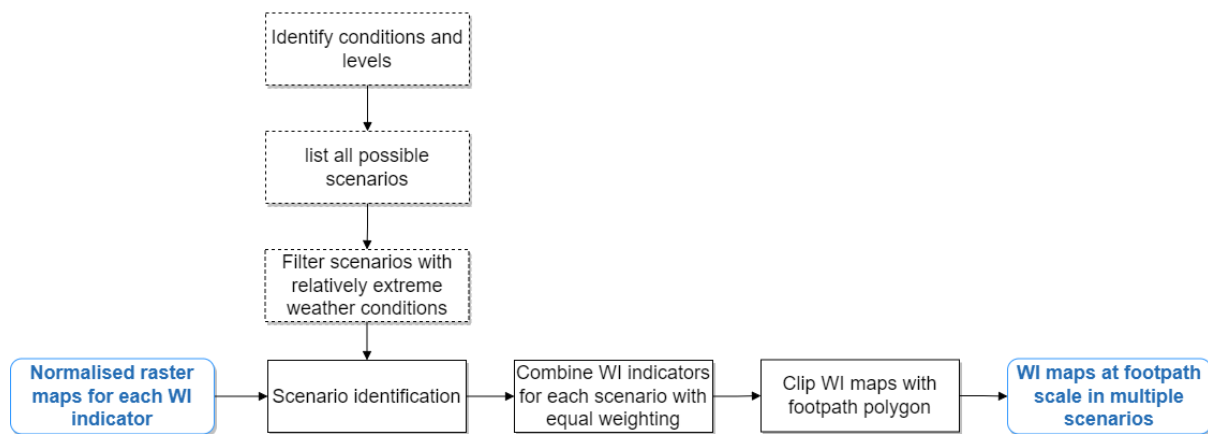 Identify conditions and
levels
list all possible
scenarios
Filter scenarios with
relatively extreme
weather conditions
Normalised raster
maps for each WI
indicator
Scenario identification
Combine WI indicators
for each scenario with
equal weighting
Clip WI maps with
footpath polygon
WI maps at footpath
scale in multiple
scenarios